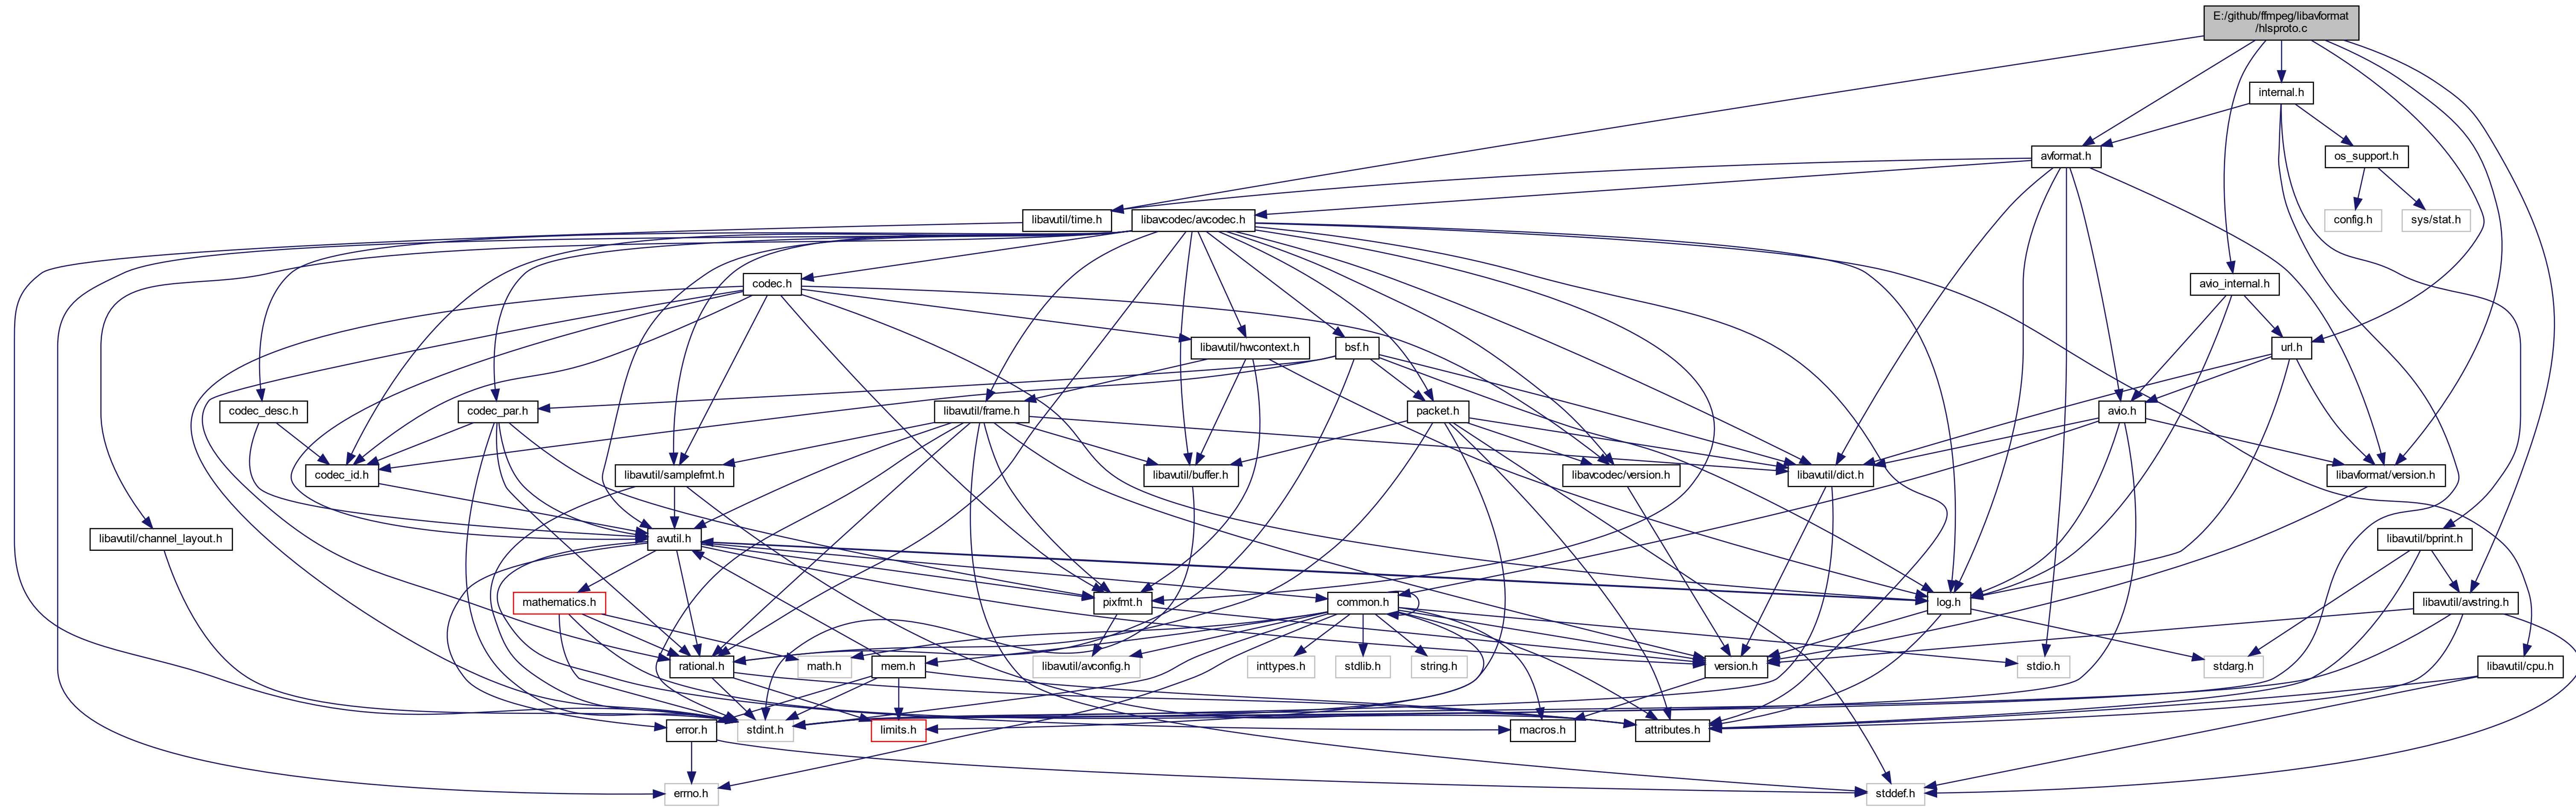 E:/github/ffmpeg/libavformat
/hlsproto.c
internal.h
avformat.h
os_support.h
libavutil/time.h
libavcodec/avcodec.h
config.h
sys/stat.h
codec.h
avio_internal.h
libavutil/hwcontext.h
bsf.h
url.h
codec_desc.h
codec_par.h
libavutil/frame.h
packet.h
avio.h
codec_id.h
libavutil/samplefmt.h
libavutil/buffer.h
libavcodec/version.h
libavutil/dict.h
libavformat/version.h
libavutil/channel_layout.h
avutil.h
libavutil/bprint.h
mathematics.h
pixfmt.h
common.h
log.h
libavutil/avstring.h
rational.h
math.h
mem.h
libavutil/avconfig.h
inttypes.h
stdlib.h
string.h
version.h
stdio.h
stdarg.h
libavutil/cpu.h
error.h
stdint.h
limits.h
macros.h
attributes.h
errno.h
stddef.h